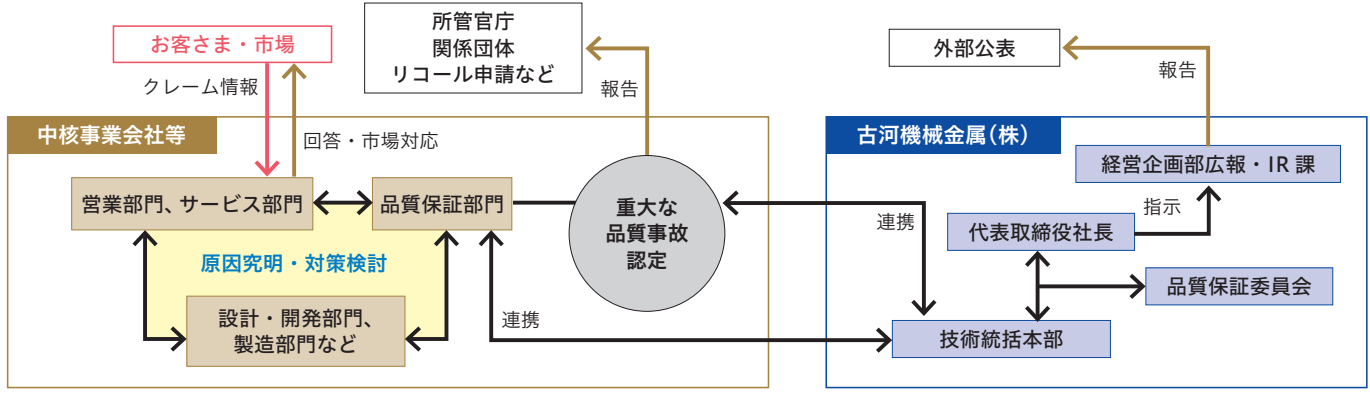 お客さま・市場
クレーム情報
回答・市場対応
所管官庁
関係団体
リコール申請など
報告
外部公表
報告
中核事業会社等
営業部門、サービス部門
品質保証部門
原因究明・対策検討
設計・開発部門、
製造部門など
重大な
品質事故
認定
連携
連携
古河機械金属(株)
経営企画部広報・IR 課
指示
代表取締役社長
品質保証委員会
技術統括本部